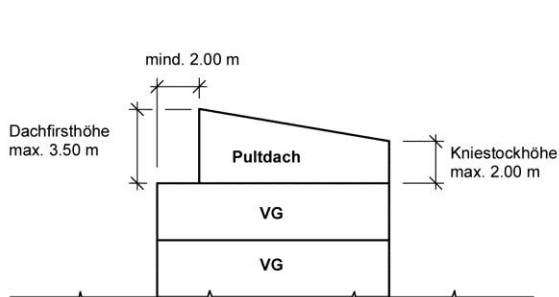 mind. 2.00 m
Dachfirsthöhe
max. 3.50 m
Pultdach
Kniestockhöhe
max. 2.00 m
VG
VG